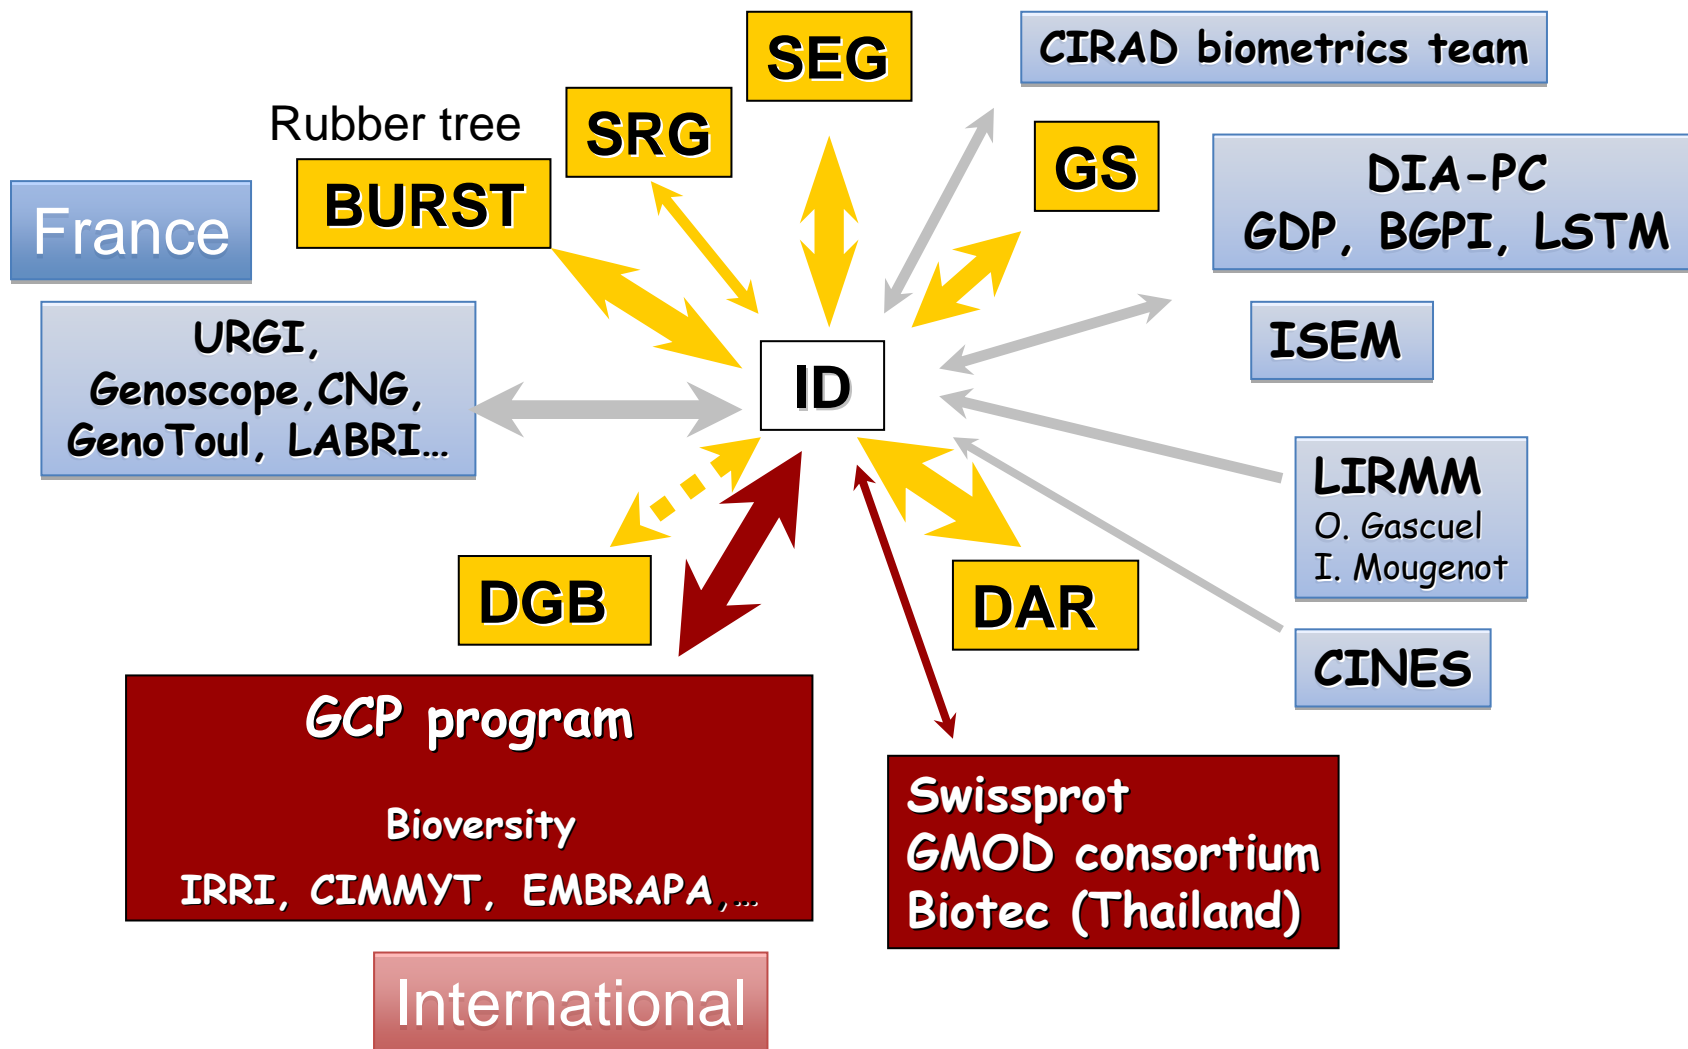 SEG
CIRAD biometrics team
Rubber tree
SRG
GS
BURST
France
DIA-PC
GDP, BGPI, LSTM
URGI,
Genoscope,CNG,
GenoToul, LABRI…
ID
ISEM
LIRMM
O. Gascuel
I. Mougenot
DGB
DAR
CINES
GCP program
Bioversity
IRRI, CIMMYT, EMBRAPA,…
Swissprot
GMOD consortium
Biotec (Thailand)
International